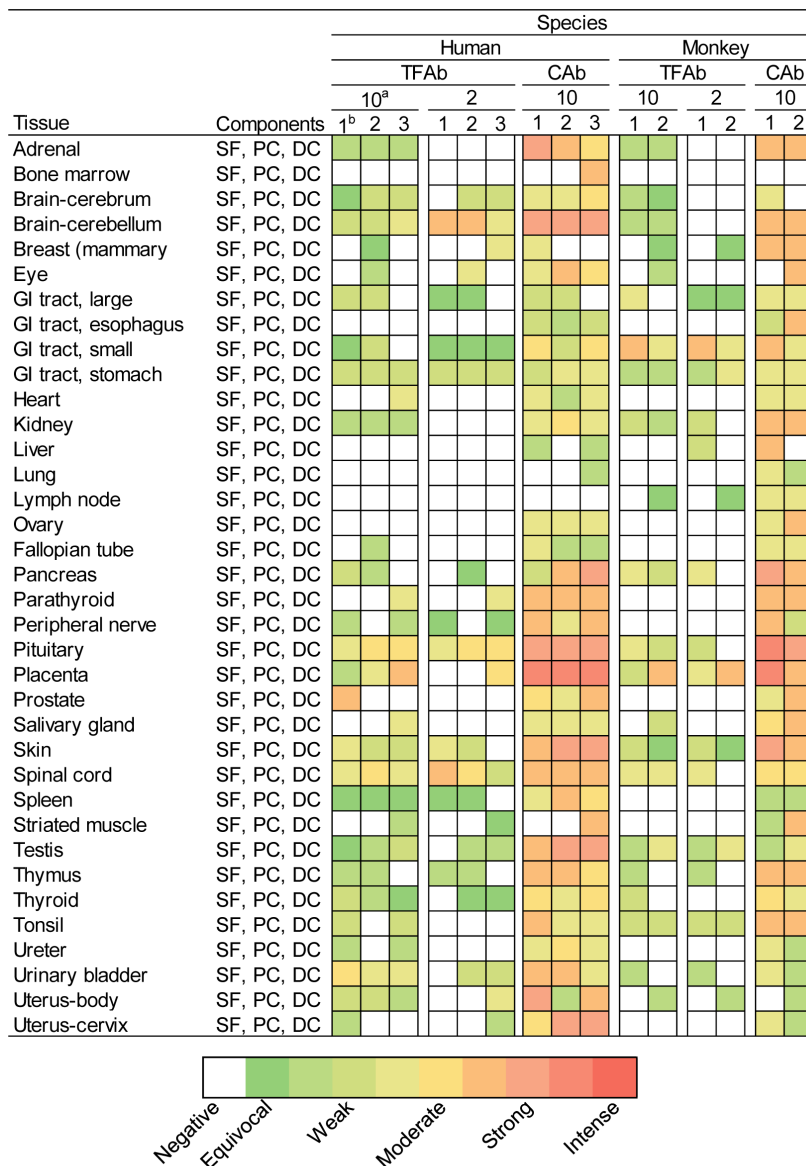 Species
Human Monkey
TFAb CAb TFAb CAb
10a 2 10 10 2 10
Tissue Components 1b 2 3 1 2 3 1 2 3 1 2 1 2 1 2
Adrenal SF, PC, DC
Bone marrow SF, PC, DC
Brain-cerebrum SF, PC, DC
Brain-cerebellum SF, PC, DC
Breast (mammary SF, PC, DC
Eye SF, PC, DC
GI tract, large SF, PC, DC
GI tract, esophagus SF, PC, DC
GI tract, small SF, PC, DC
GI tract, stomach SF, PC, DC
Heart SF, PC, DC
Kidney SF, PC, DC
Liver SF, PC, DC
Lung SF, PC, DC
Lymph node SF, PC, DC
Ovary SF, PC, DC
Fallopian tube SF, PC, DC
Pancreas SF, PC, DC
Parathyroid SF, PC, DC
Peripheral nerve SF, PC, DC
Pituitary SF, PC, DC
Placenta SF, PC, DC
Prostate SF, PC, DC
Salivary gland SF, PC, DC
Skin SF, PC, DC
Spinal cord SF, PC, DC
Spleen SF, PC, DC
Striated muscle SF, PC, DC
Testis SF, PC, DC
Thymus SF, PC, DC
Thyroid SF, PC, DC
Tonsil SF, PC, DC
Ureter SF, PC, DC
Urinary bladder SF, PC, DC
Uterus-body SF, PC, DC
Uterus-cervix SF, PC, DC
Negative Equivocal Weak Moderate Strong Intense